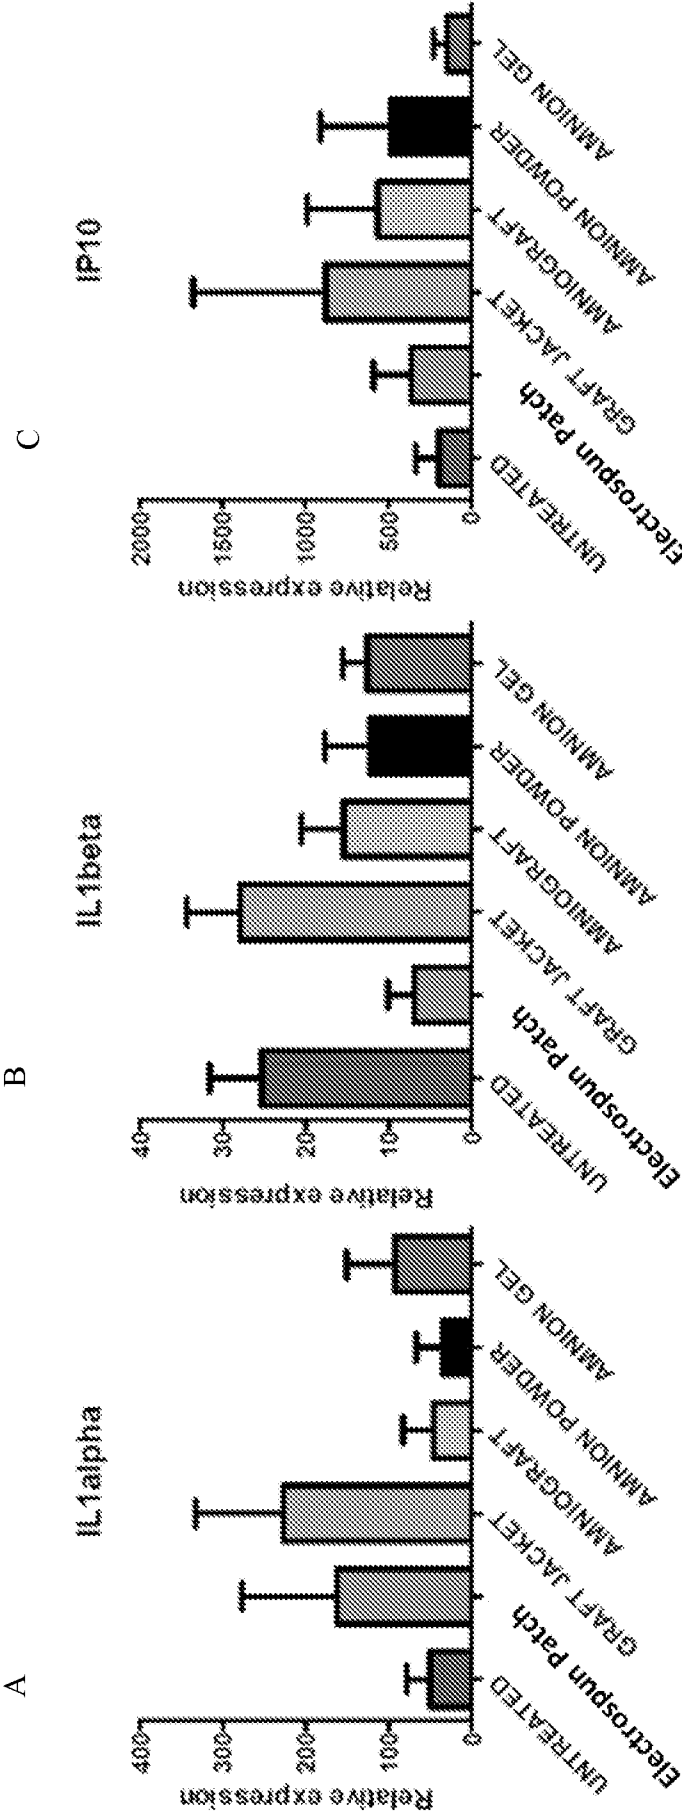 A
IL1alpha
Relative expression
400
300
200
100
0
UNTREATED
Electrospun Patch
GRAFT JACKET
AMNIOGRAFT
AMNION POWDER
AMNION GEL
B
IL1beta
Relative expression
40
30
20
10
0
UNTREATED
Electrospun Patch
GRAFT JACKET
AMNIOGRAFT
AMNION POWDER
AMNION GEL
C
IP10
Relative expression
2000
1500
1000
500
0
UNTREATED
Electrospun Patch
GRAFT JACKET
AMNIOGRAFT
AMNION POWDER
AMNION GEL